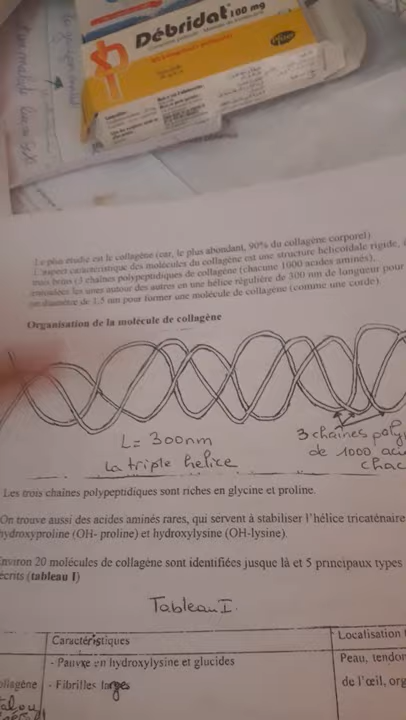 Débridat 100 mg
Pfizer
Le plus étudié est le collagène (car, le plus abondant, 90% du collagène corporel)
L'aspect caractéristique des molécules du collagène est une structure hélicoïdale rigide, à
trois brins (3 chaînes polypeptidiques de collagène (chacune 1000 acides aminés),
enroulées les unes autour des autres en une hélice régulière de 300 nm de longueur pour
un diamètre de 1,5 nm pour former une molécule de collagène (comme une corde)
Organisation de la molécule de collagène
L= 300nm
La triple helice
3 chaînes poly
de 1000 aci
chac
Les trois chaînes polypeptidiques sont riches en glycine et proline.
On trouve aussi des acides aminés rares, qui servent à stabiliser l'hélice tricaténaire
hydroxyproline (OH- proline) et hydroxylysine (OH-lysine).
Environ 20 molécules de collagène sont identifiées jusque là et 5 principaux types
écrits (tableau I)
Tableau I.
Caractéristiques
Localisation
- Pauvre en hydroxylysine et glucides
Peau, tendon
ollagène
- Fibrilles larges
de l'œil, org